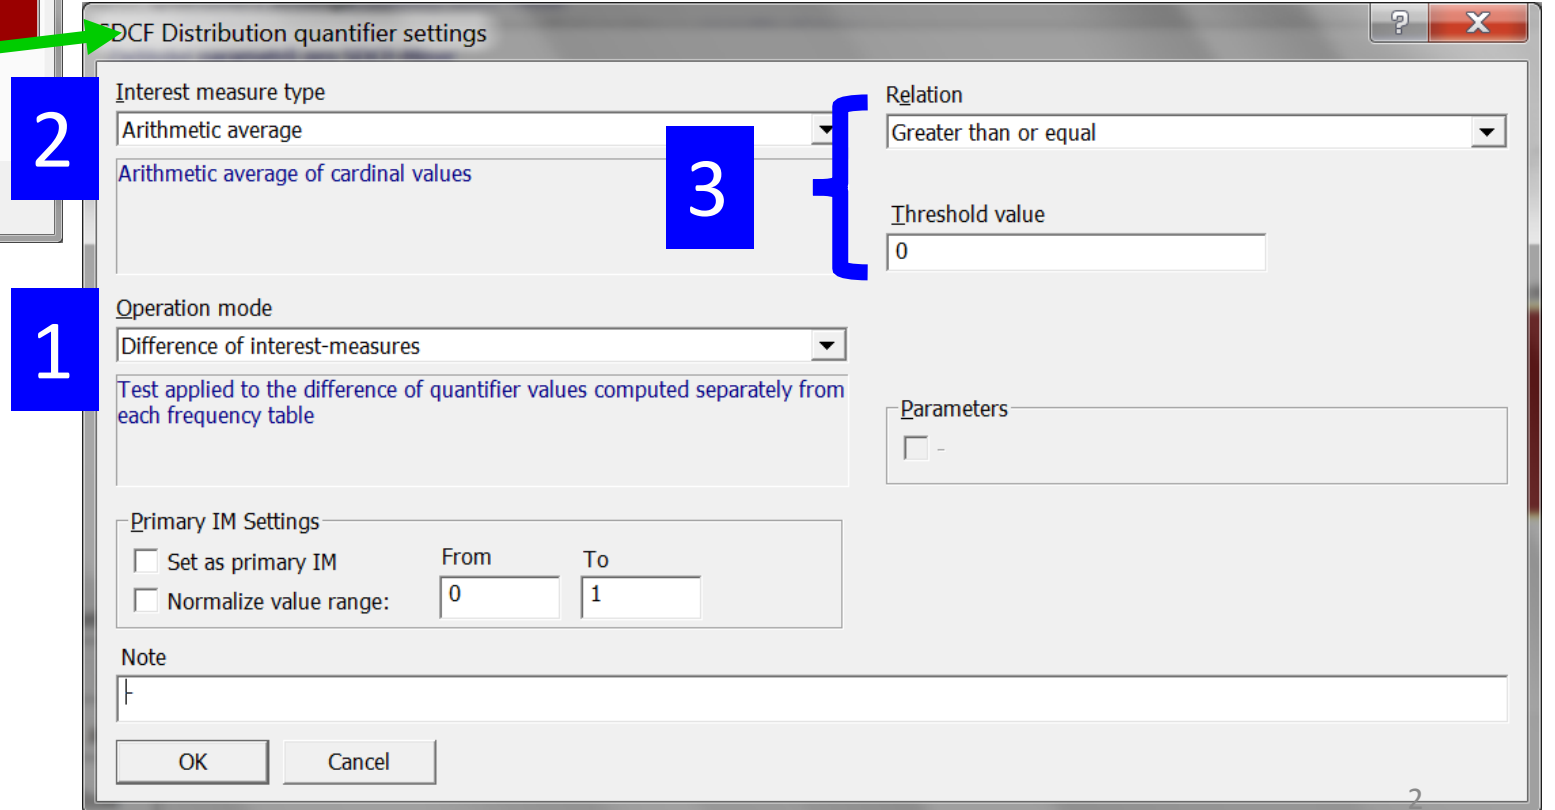 DCF Distribution quantifier settings
?
X
2
Interest measure type
Arithmetic average
Arithmetic average of cardinal values
3
Relation
Greater than or equal
Threshold value
0
1
Operation mode
Difference of interest-measures
Test applied to the difference of quantifier values computed separately from
each frequency table
Parameters
-
Primary IM Settings
Set as primary IM
Normalize value range:
From
0
To
1
Note
-
OK
Cancel
2